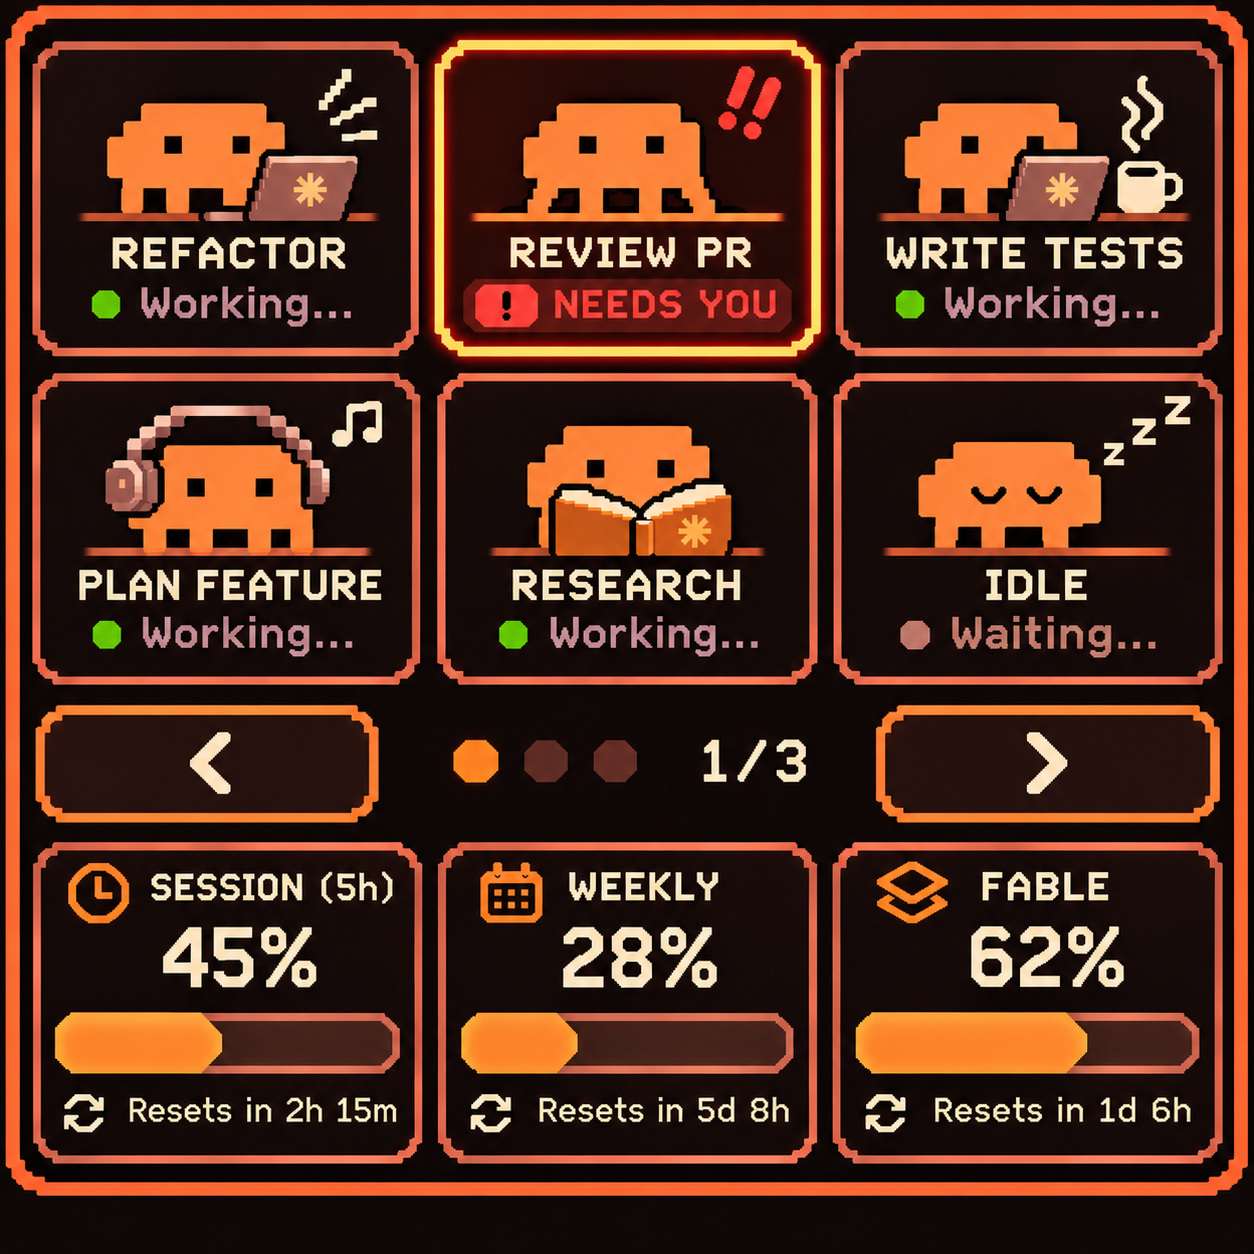 REFACTOR
Working...
REVIEW PR
! NEEDS YOU
WRITE TESTS
Working...
PLAN FEATURE
Working...
RESEARCH
Working...
z z Z
IDLE
Waiting...
1/3
SESSION (5h)
45%
Resets in 2h 15m
WEEKLY
28%
Resets in 5d 8h
FABLE
62%
Resets in 1d 6h